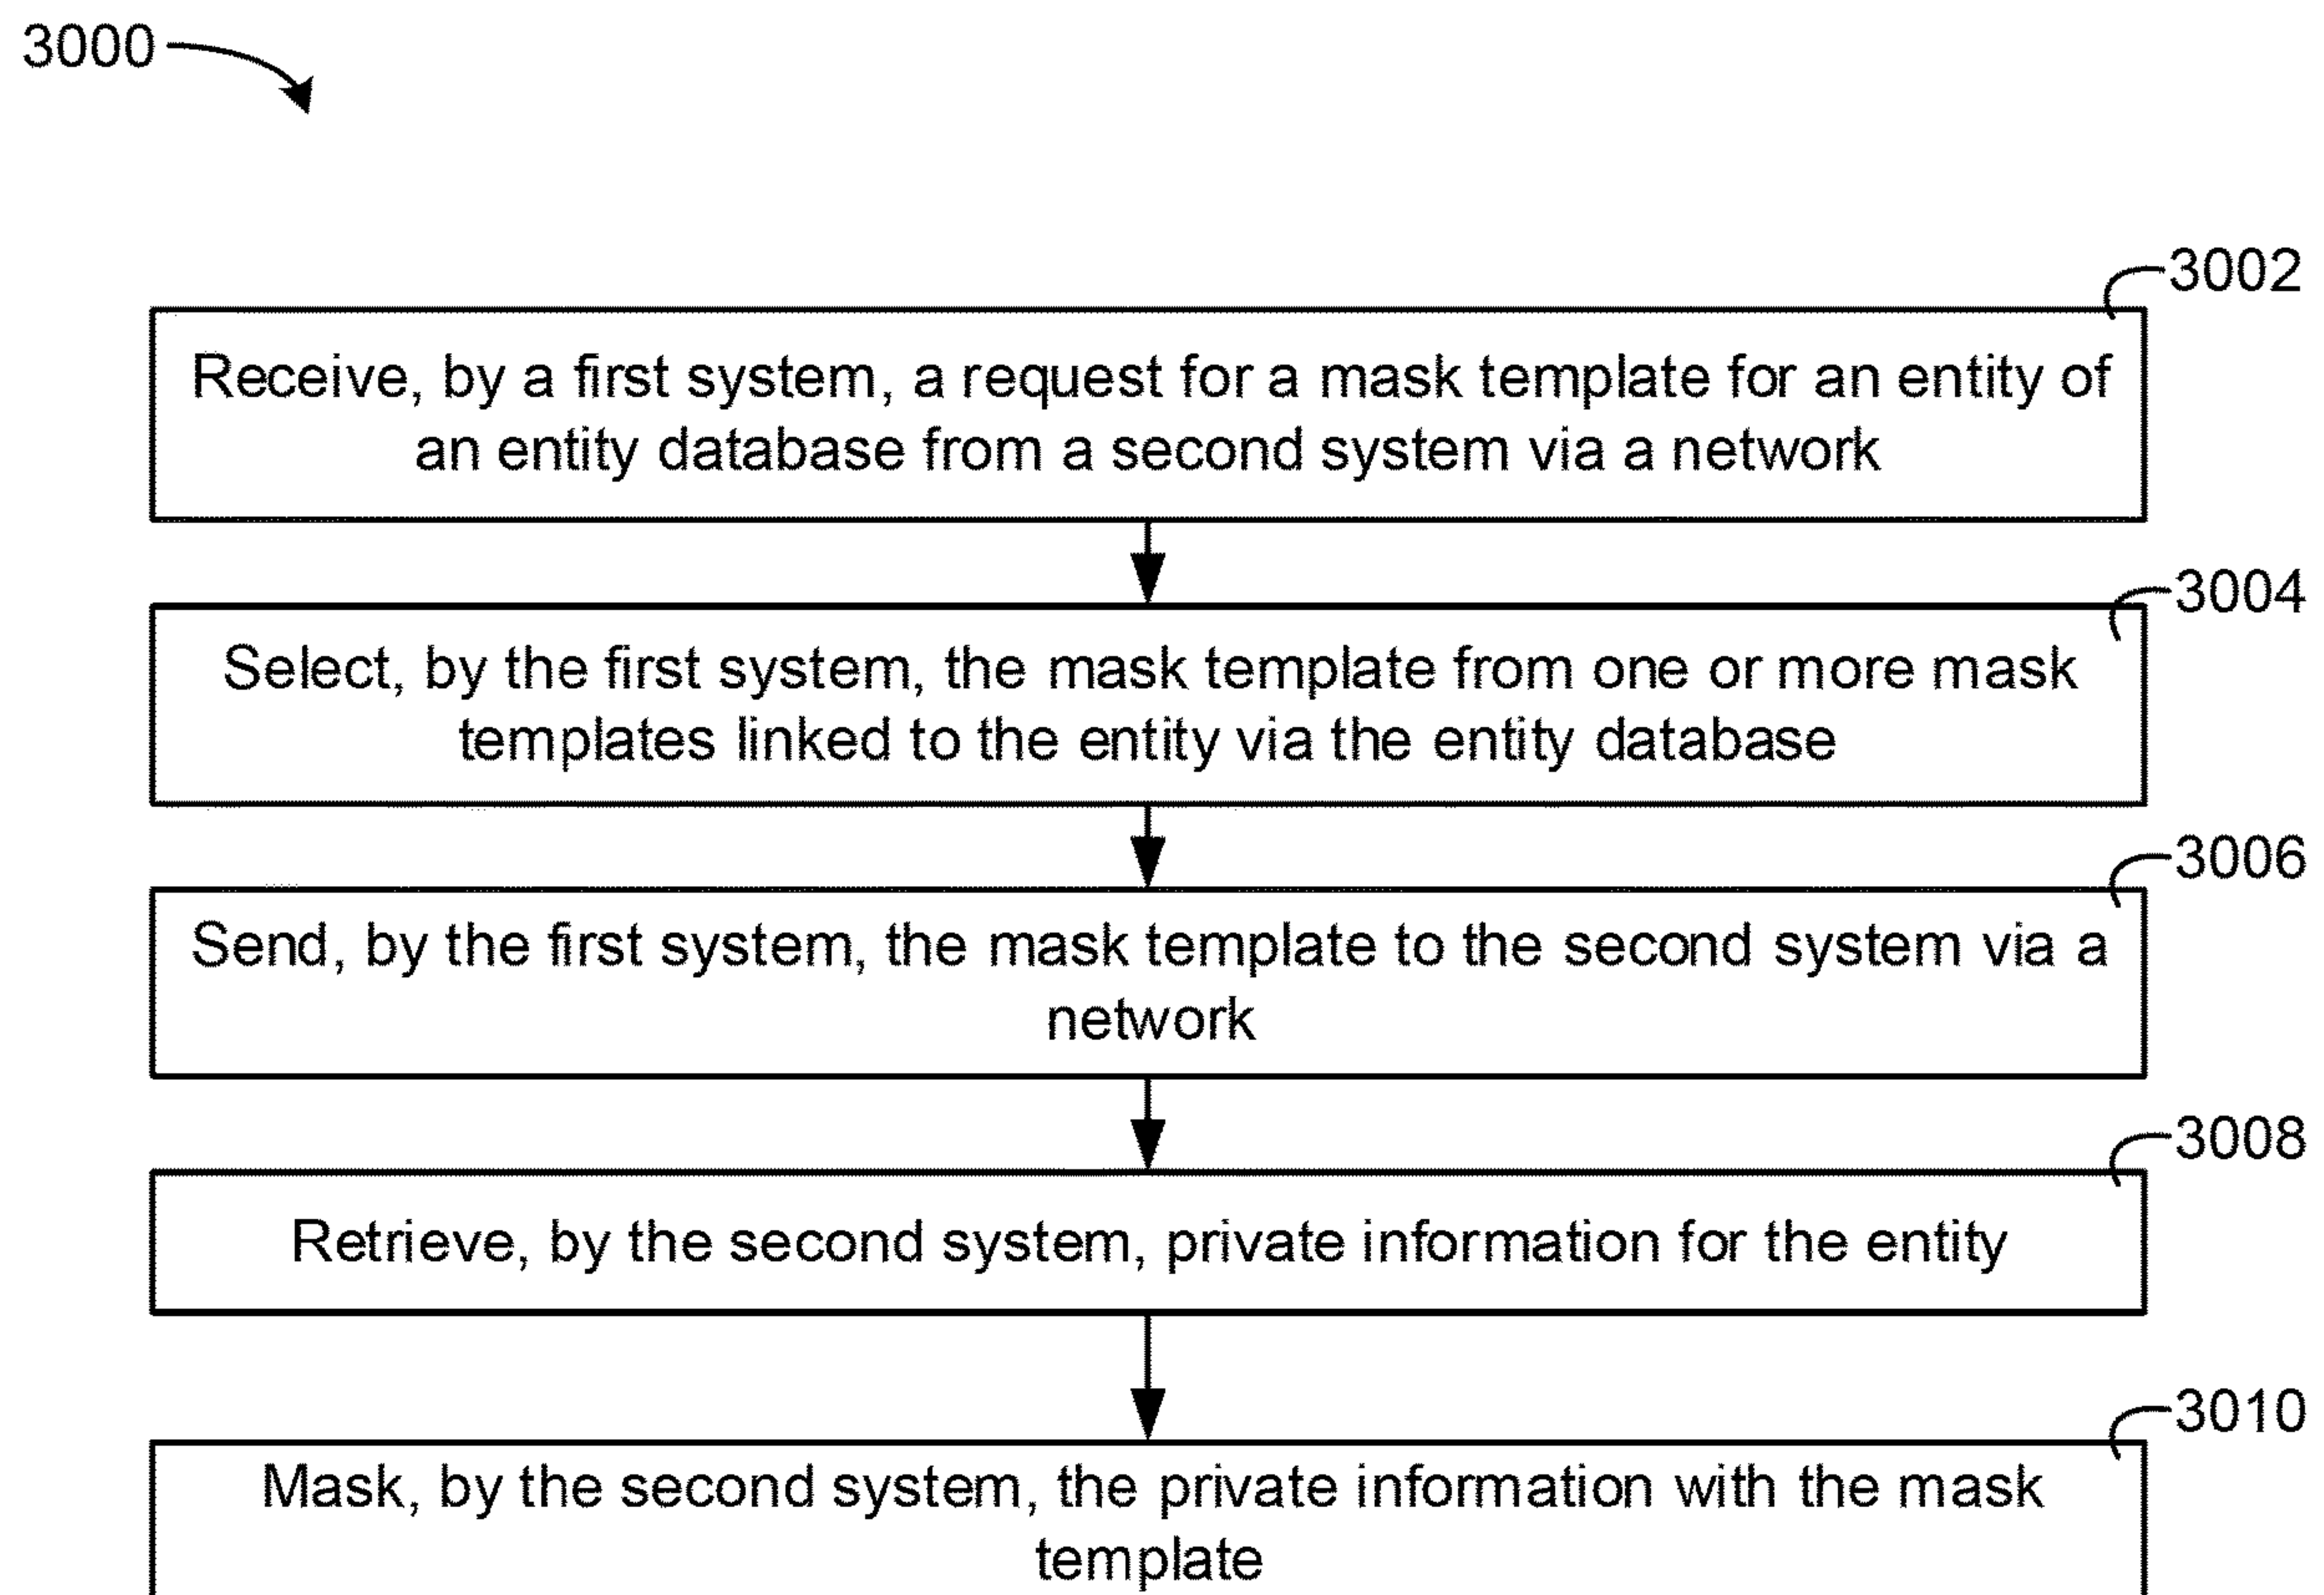 3000
3002
Receive, by a first system, a request for a mask template for an entity of
an entity database from a second system via a network
3004
Select, by the first system, the mask template from one or more mask
templates linked to the entity via the entity database
3006
Send, by the first system, the mask template to the second system via a
network
3008
Retrieve, by the second system, private information for the entity
3010
Mask, by the second system, the private information with the mask
template